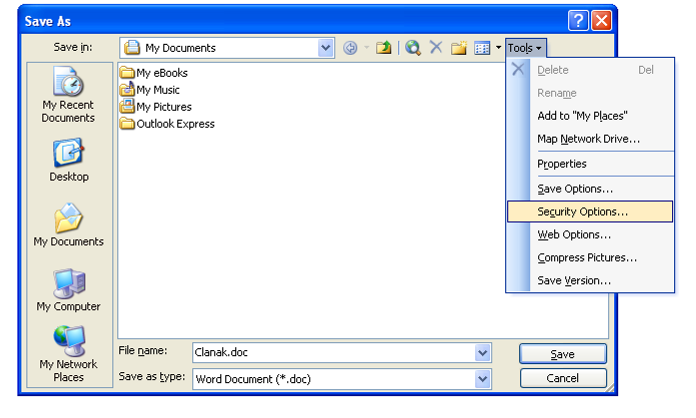 Save As
Save in:
My Documents
Tools
My Recent
Documents
Desktop
My Documents
My Computer
My Network
Places
My eBooks
My Music
My Pictures
Outlook Express
Delete Del
Rename
Add to "My Places"
Map Network Drive...
Properties
Save Options...
Security Options...
Web Options...
Compress Pictures...
Save Version...
File name:
Clanak.doc
Save
Save as type:
Word Document (*.doc)
Cancel